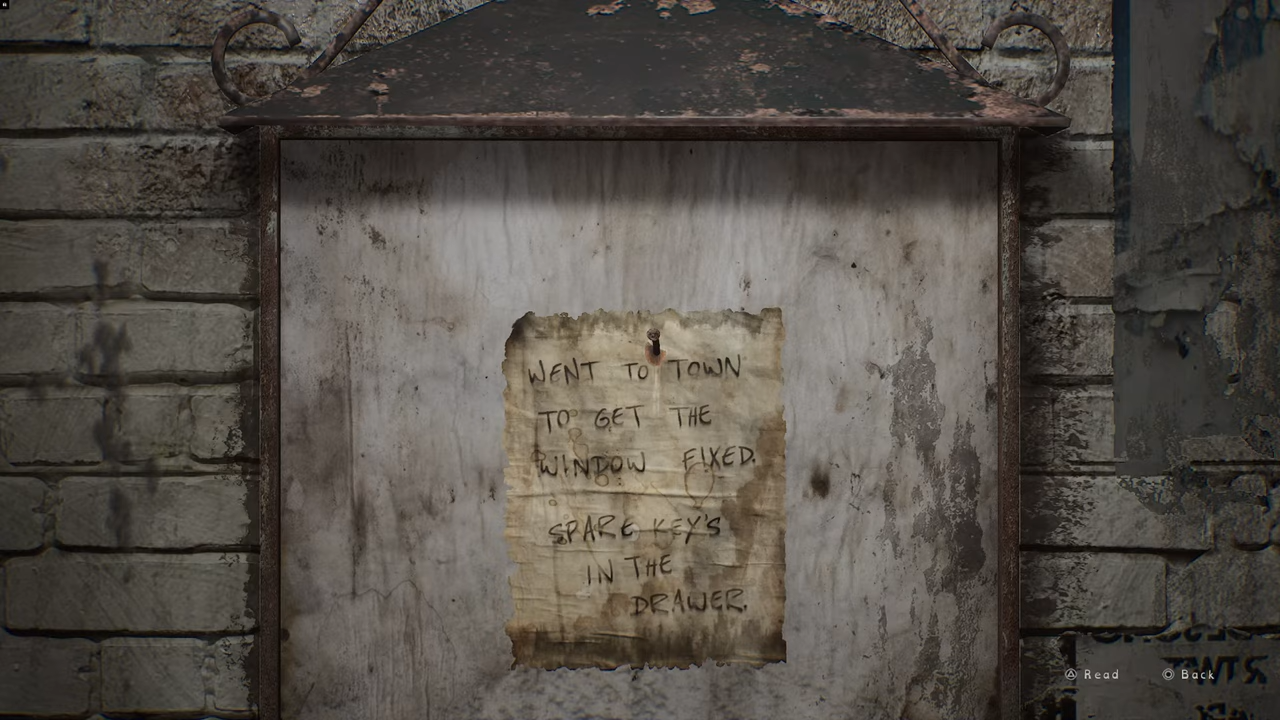 WENT TO TOWN
TO GET THE
WINDOW FIXED.
SPARE KEY'S
IN THE
DRAWER.
Read
Back